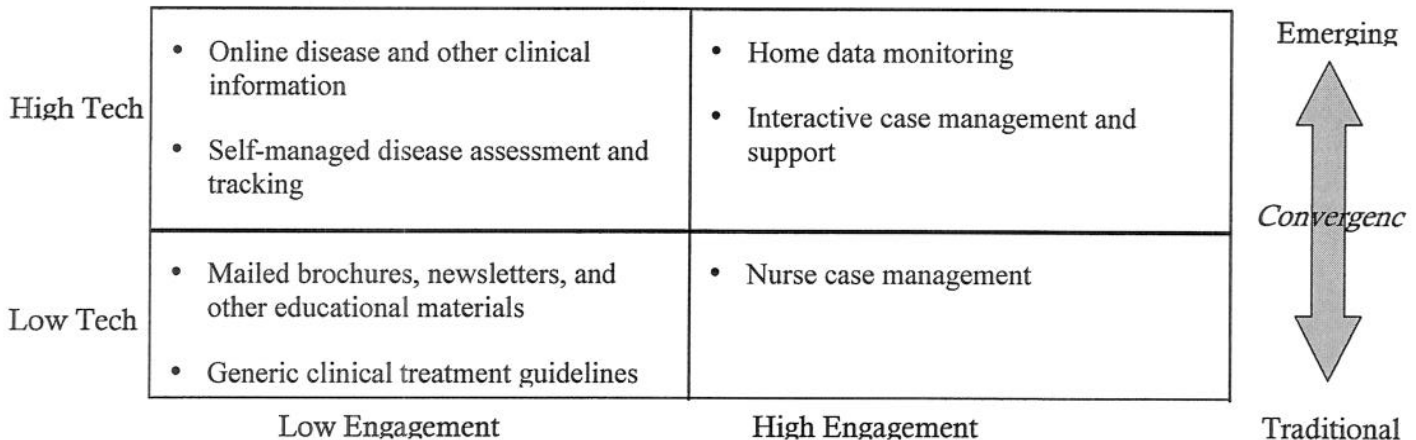 High Tech
• Online disease and other clinical
information
• Self-managed disease assessment and
tracking
• Home data monitoring
• Interactive case management and
support
Low Tech
• Mailed brochures, newsletters, and
other educational materials
• Generic clinical treatment guidelines
• Nurse case management
Low Engagement
High Engagement
Emerging
Convergenc
Traditional